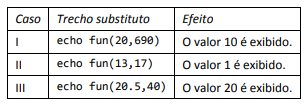 Caso Trecho substituto Efeito
I echo fun(20,690) O valor 10 é exibido.
II echo fun(13,17) O valor 1 é exibido.
III echo fun(20.5,40) O valor 20 é exibido.